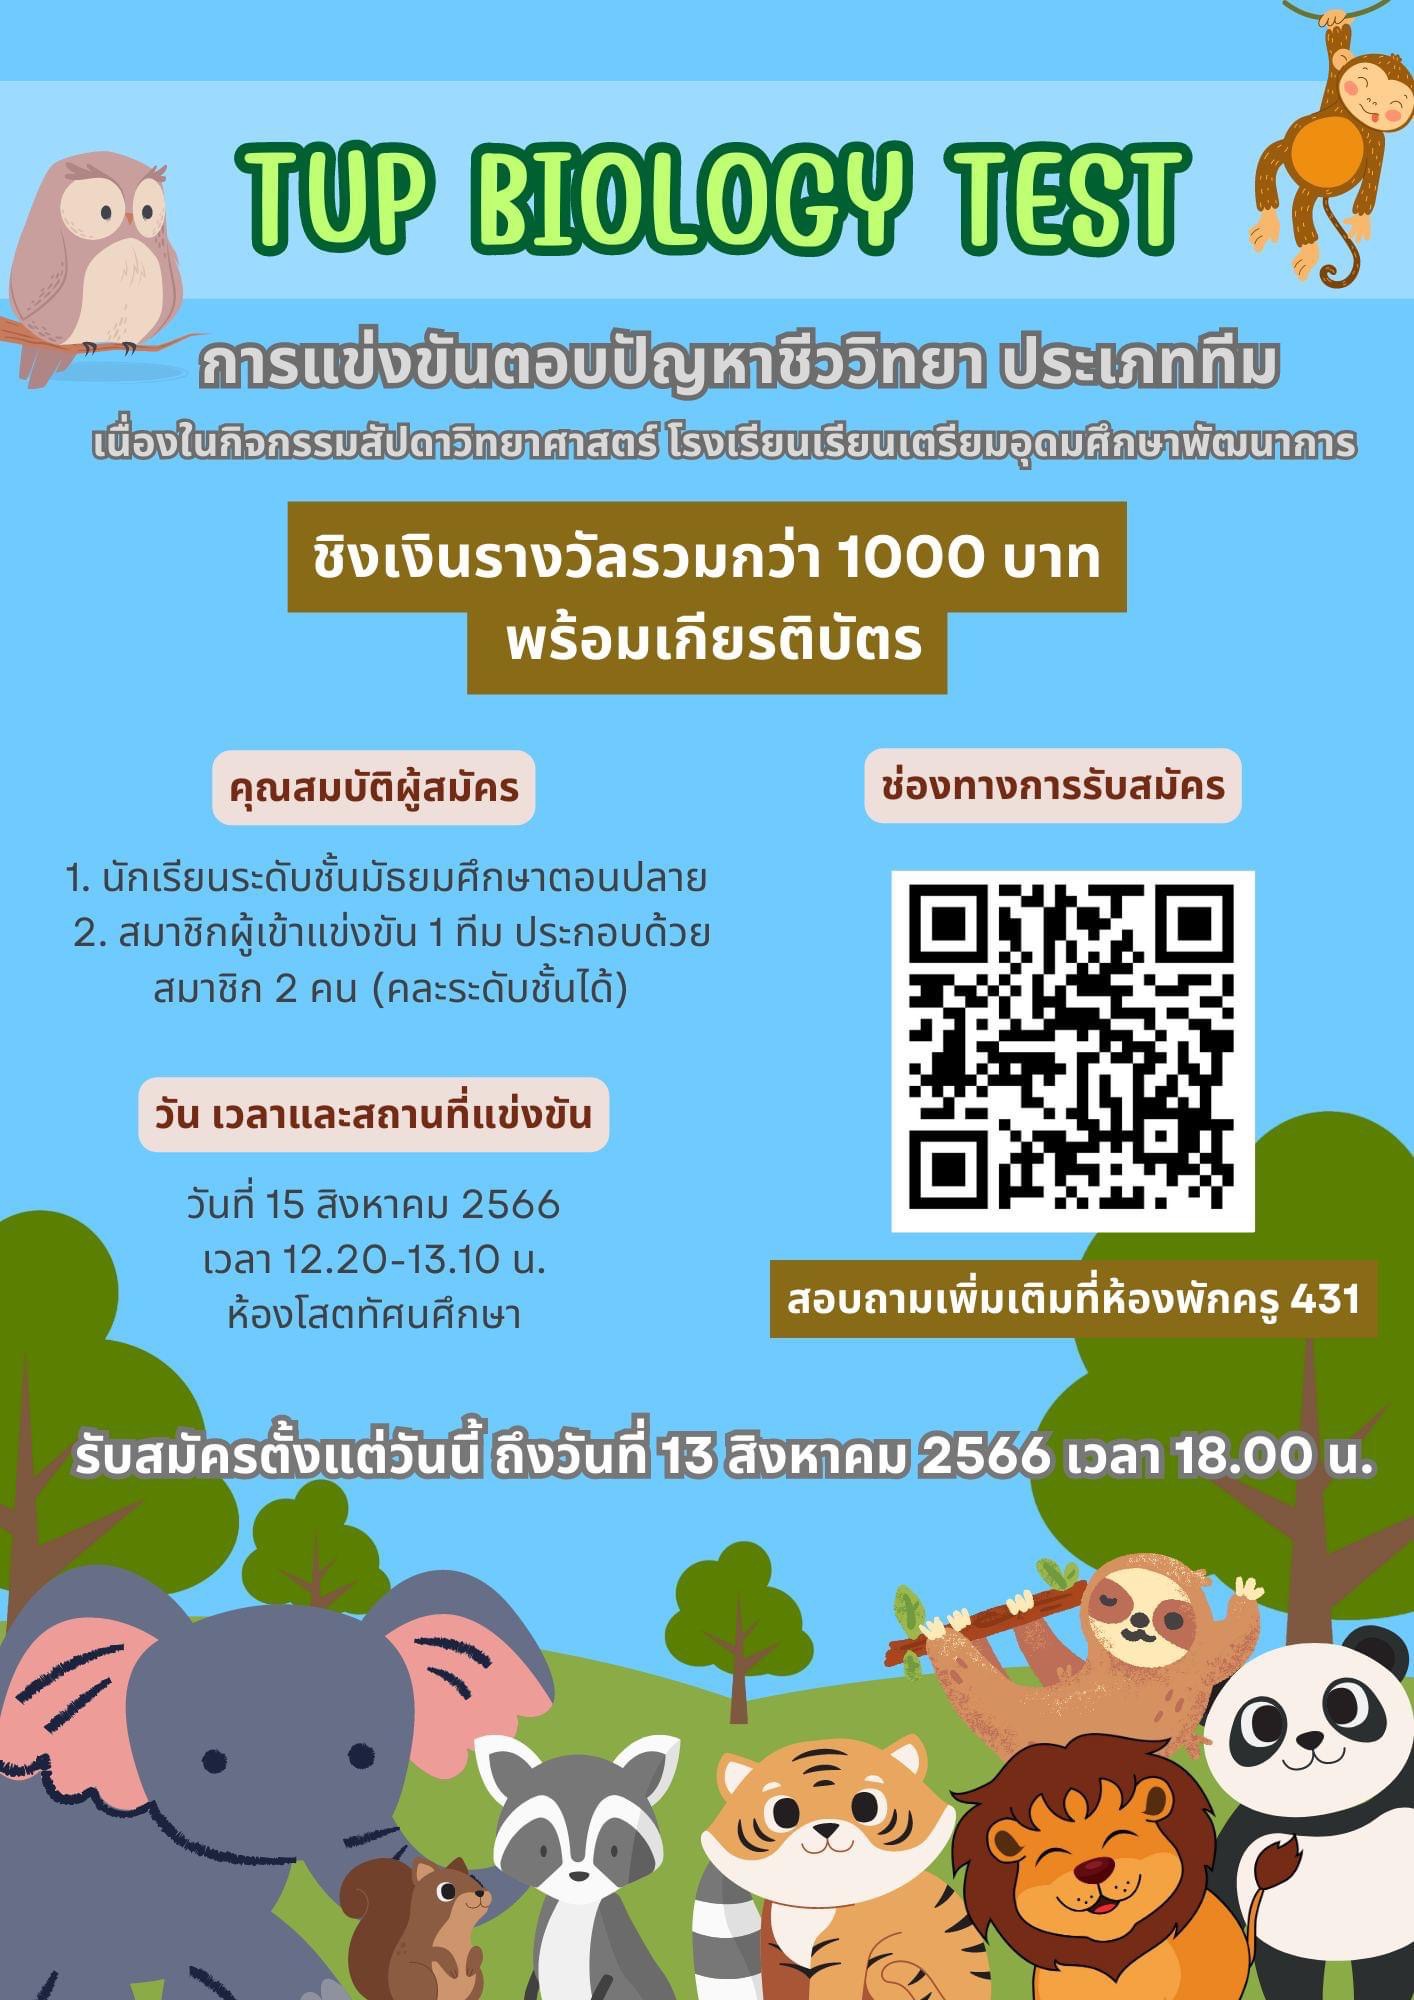 TUP BIOLOGY TEST
การแข่งขันตอบปัญหาชีววิทยา ประเภททีม
เนื่องในกิจกรรมสัปดาวิทยาศาสตร์ โรงเรียนเรียนเตรียมอุดมศึกษาพัฒนาการ
ชิงเงินรางวัลรวมกว่า 1000 บาท
พร้อมเกียรติบัตร
คุณสมบัติผู้สมัคร
1. นักเรียนระดับชั้นมัธยมศึกษาตอนปลาย
2. สมาชิกผู้เข้าแข่งขัน 1 ทีม ประกอบด้วย
สมาชิก 2 คน (คละระดับชั้นได้)
วัน เวลาและสถานที่แข่งขัน
วันที่ 15 สิงหาคม 2566
เวลา 12.20-13.10 น.
ห้องโสตทัศนศึกษา
ช่องทางการรับสมัคร
สอบถามเพิ่มเติมที่ห้องพักครู 431
รับสมัครตั้งแต่วันนี้ ถึงวันที่ 13 สิงหาคม 2566 เวลา 18.00 น.